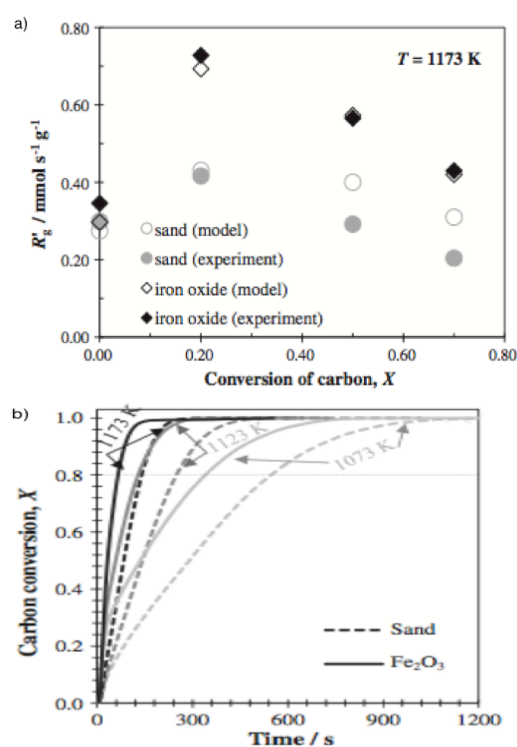 a)
0.80
0.60
0.40
0.20
0.00
R'g / mmol s⁻¹ g⁻¹
T = 1173 K
sand (model)
sand (experiment)
iron oxide (model)
iron oxide (experiment)
0.00 0.20 0.40 0.60 0.80
Conversion of carbon, X
b)
1.0
0.8
0.6
0.4
0.2
0.0
Carbon conversion, X
1173 K
1123 K
1073 K
Sand
Fe₂O₃
0 300 600 900 1200
Time / s